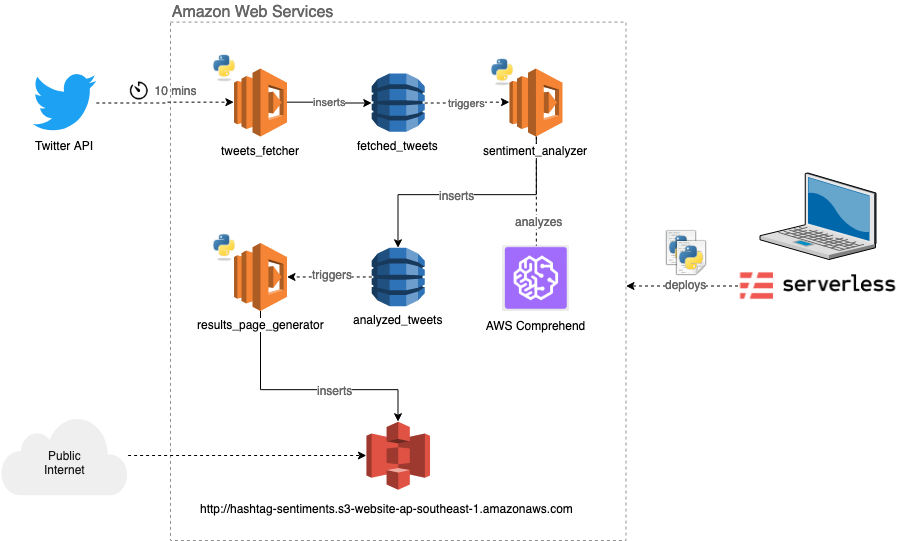 Amazon Web Services
10 mins
inserts
triggers
Twitter API
tweets_fetcher
fetched_tweets
sentiment_analyzer
inserts
analyzes
triggers
deploys
serverless
results_page_generator
analyzed_tweets
AWS Comprehend
inserts
Public
Internet
http://hashtag-sentiments.s3-website-ap-southeast-1.amazonaws.com